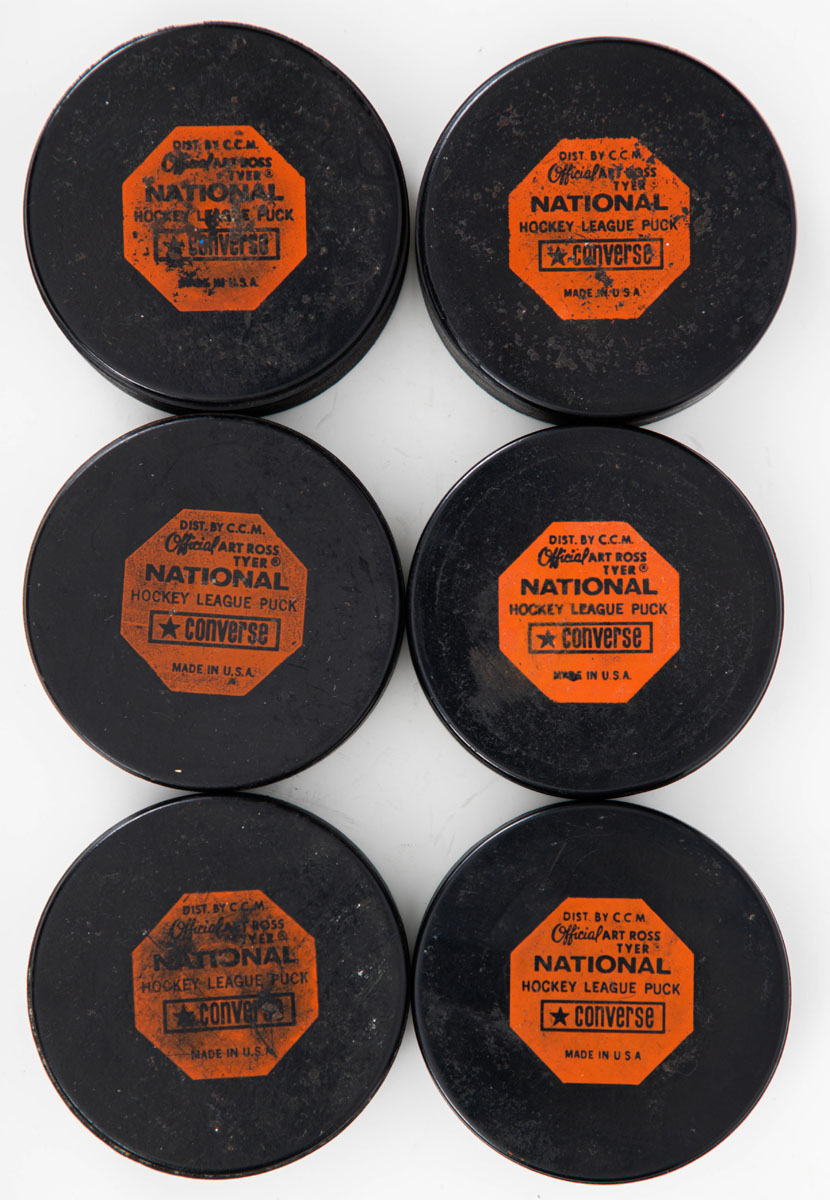 DIST. BY C.C.M.
Official ART ROSS
TYER®
NATIONAL
HOCKEY LEAGUE PUCK
★ converse
MADE IN U.S.A.
DIST. BY C.C.M.
Official ART ROSS
TYER
NATIONAL
HOCKEY LEAGUE PUCK
★ converse
MADE IN U.S.A.
DIST. BY C.C.M.
Official ART ROSS
TYER®
NATIONAL
HOCKEY LEAGUE PUCK
★ converse
MADE IN U.S.A.
DIST. BY C.C.M.
Official ART ROSS
TYER®
NATIONAL
HOCKEY LEAGUE PUCK
★ converse
MADE IN U.S.A.
DIST. BY C.C.M.
Official ART ROSS
TYER®
NATIONAL
HOCKEY LEAGUE PUCK
★ converse
MADE IN U.S.A.
DIST. BY C.C.M.
Official ART ROSS
TYER
NATIONAL
HOCKEY LEAGUE PUCK
★ converse
MADE IN U.S.A